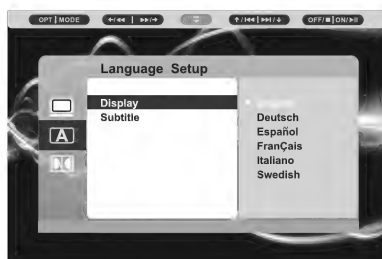 OPT | MODE
OFF/■ | ON/▶II
Language Setup
Display
Subtitle
A
Deutsch
Español
FranÇais
Italiano
Swedish